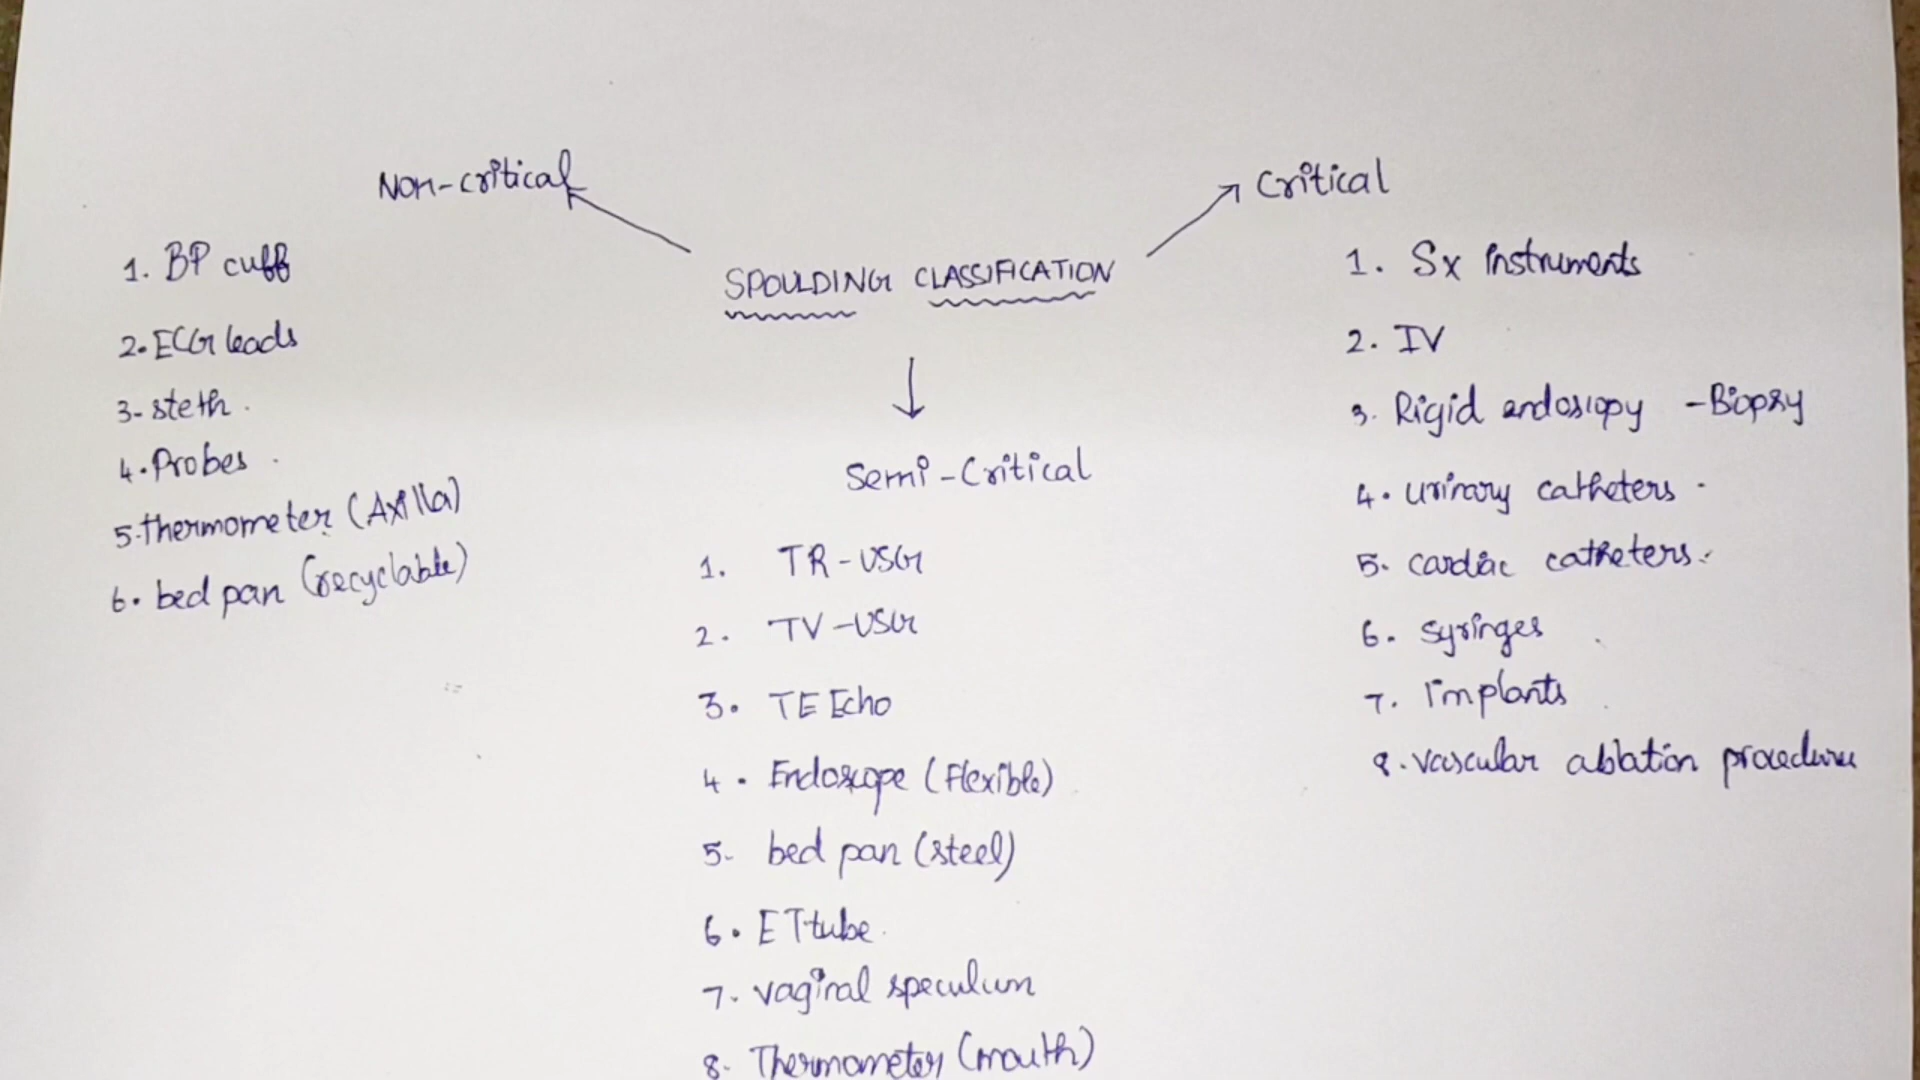 Non-critical
1. BP cuff
2. ECG leads
3- steth.
4. Probes.
5. thermometer (Axilla)
6. bed pan (recyclable)
SPOULDING CLASSIFICATION
Semi-Critical
1. TR-USG
2. TV-USG
3. TE Echo
4. Endoscope (Flexible)
5- bed pan (steel)
6. ET tube.
7. vaginal speculum
8. Thermometer (mouth)
Critical
1. Sx instruments
2. IV
3. Rigid endoscopy - Biopsy
4. urinary catheters.
5. cardiac catheters.
6. syringes
7. implants
8. vascular ablation procedure